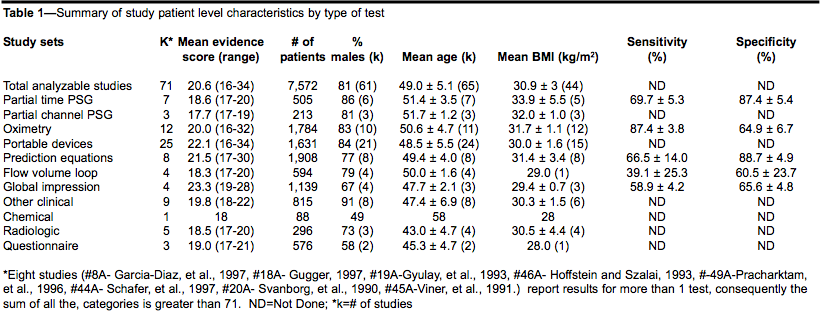 Table 1—Summary of study patient level characteristics by type of test
Study sets K* Mean evidence score (range) # of patients % males (k) Mean age (k) Mean BMI (kg/m²) Sensitivity (%) Specificity (%)
Total analyzable studies 71 20.6 (16-34) 7,572 81 (61) 49.0 ± 5.1 (65) 30.9 ± 3 (44) ND ND
Partial time PSG 7 18.6 (17-20) 505 86 (6) 51.4 ± 3.5 (7) 33.9 ± 5.5 (5) 69.7 ± 5.3 87.4 ± 5.4
Partial channel PSG 3 17.7 (17-19) 213 81 (3) 51.7 ± 1.2 (3) 32.0 ± 1.0 (3) ND ND
Oximetry 12 20.0 (16-32) 1,784 83 (10) 50.6 ± 4.7 (11) 31.7 ± 1.1 (12) 87.4 ± 3.8 64.9 ± 6.7
Portable devices 25 22.1 (16-34) 1,631 84 (21) 48.5 ± 5.5 (24) 30.0 ± 1.6 (15) ND ND
Prediction equations 8 21.5 (17-30) 1,908 77 (8) 49.4 ± 4.0 (8) 31.4 ± 3.4 (8) 66.5 ± 14.0 88.7 ± 4.9
Flow volume loop 4 18.3 (17-20) 594 79 (4) 50.0 ± 1.6 (4) 29.0 (1) 39.1 ± 25.3 60.5 ± 23.7
Global impression 4 23.3 (19-28) 1,139 67 (4) 47.7 ± 2.1 (3) 29.4 ± 0.7 (3) 58.9 ± 4.2 65.6 ± 4.8
Other clinical 9 19.8 (18-22) 815 91 (8) 47.4 ± 6.9 (8) 30.3 ± 1.5 (6) ND ND
Chemical 1 18 88 49 58 28 ND ND
Radiologic 5 18.5 (17-20) 296 73 (3) 43.0 ± 4.7 (4) 30.5 ± 4.4 (4) ND ND
Questionnaire 3 19.0 (17-21) 576 58 (2) 45.3 ± 4.7 (2) 28.0 (1) ND ND
*Eight studies (#8A- Garcia-Diaz, et al., 1997, #18A- Gugger, 1997, #19A-Gyulay, et al., 1993, #46A- Hoffstein and Szalai, 1993, #-49A-Pracharktam,
et al., 1996, #44A- Schafer, et al., 1997, #20A- Svanborg, et al., 1990, #45A-Viner, et al., 1991.) report results for more than 1 test, consequently the
sum of all the, categories is greater than 71. ND=Not Done; *k=# of studies